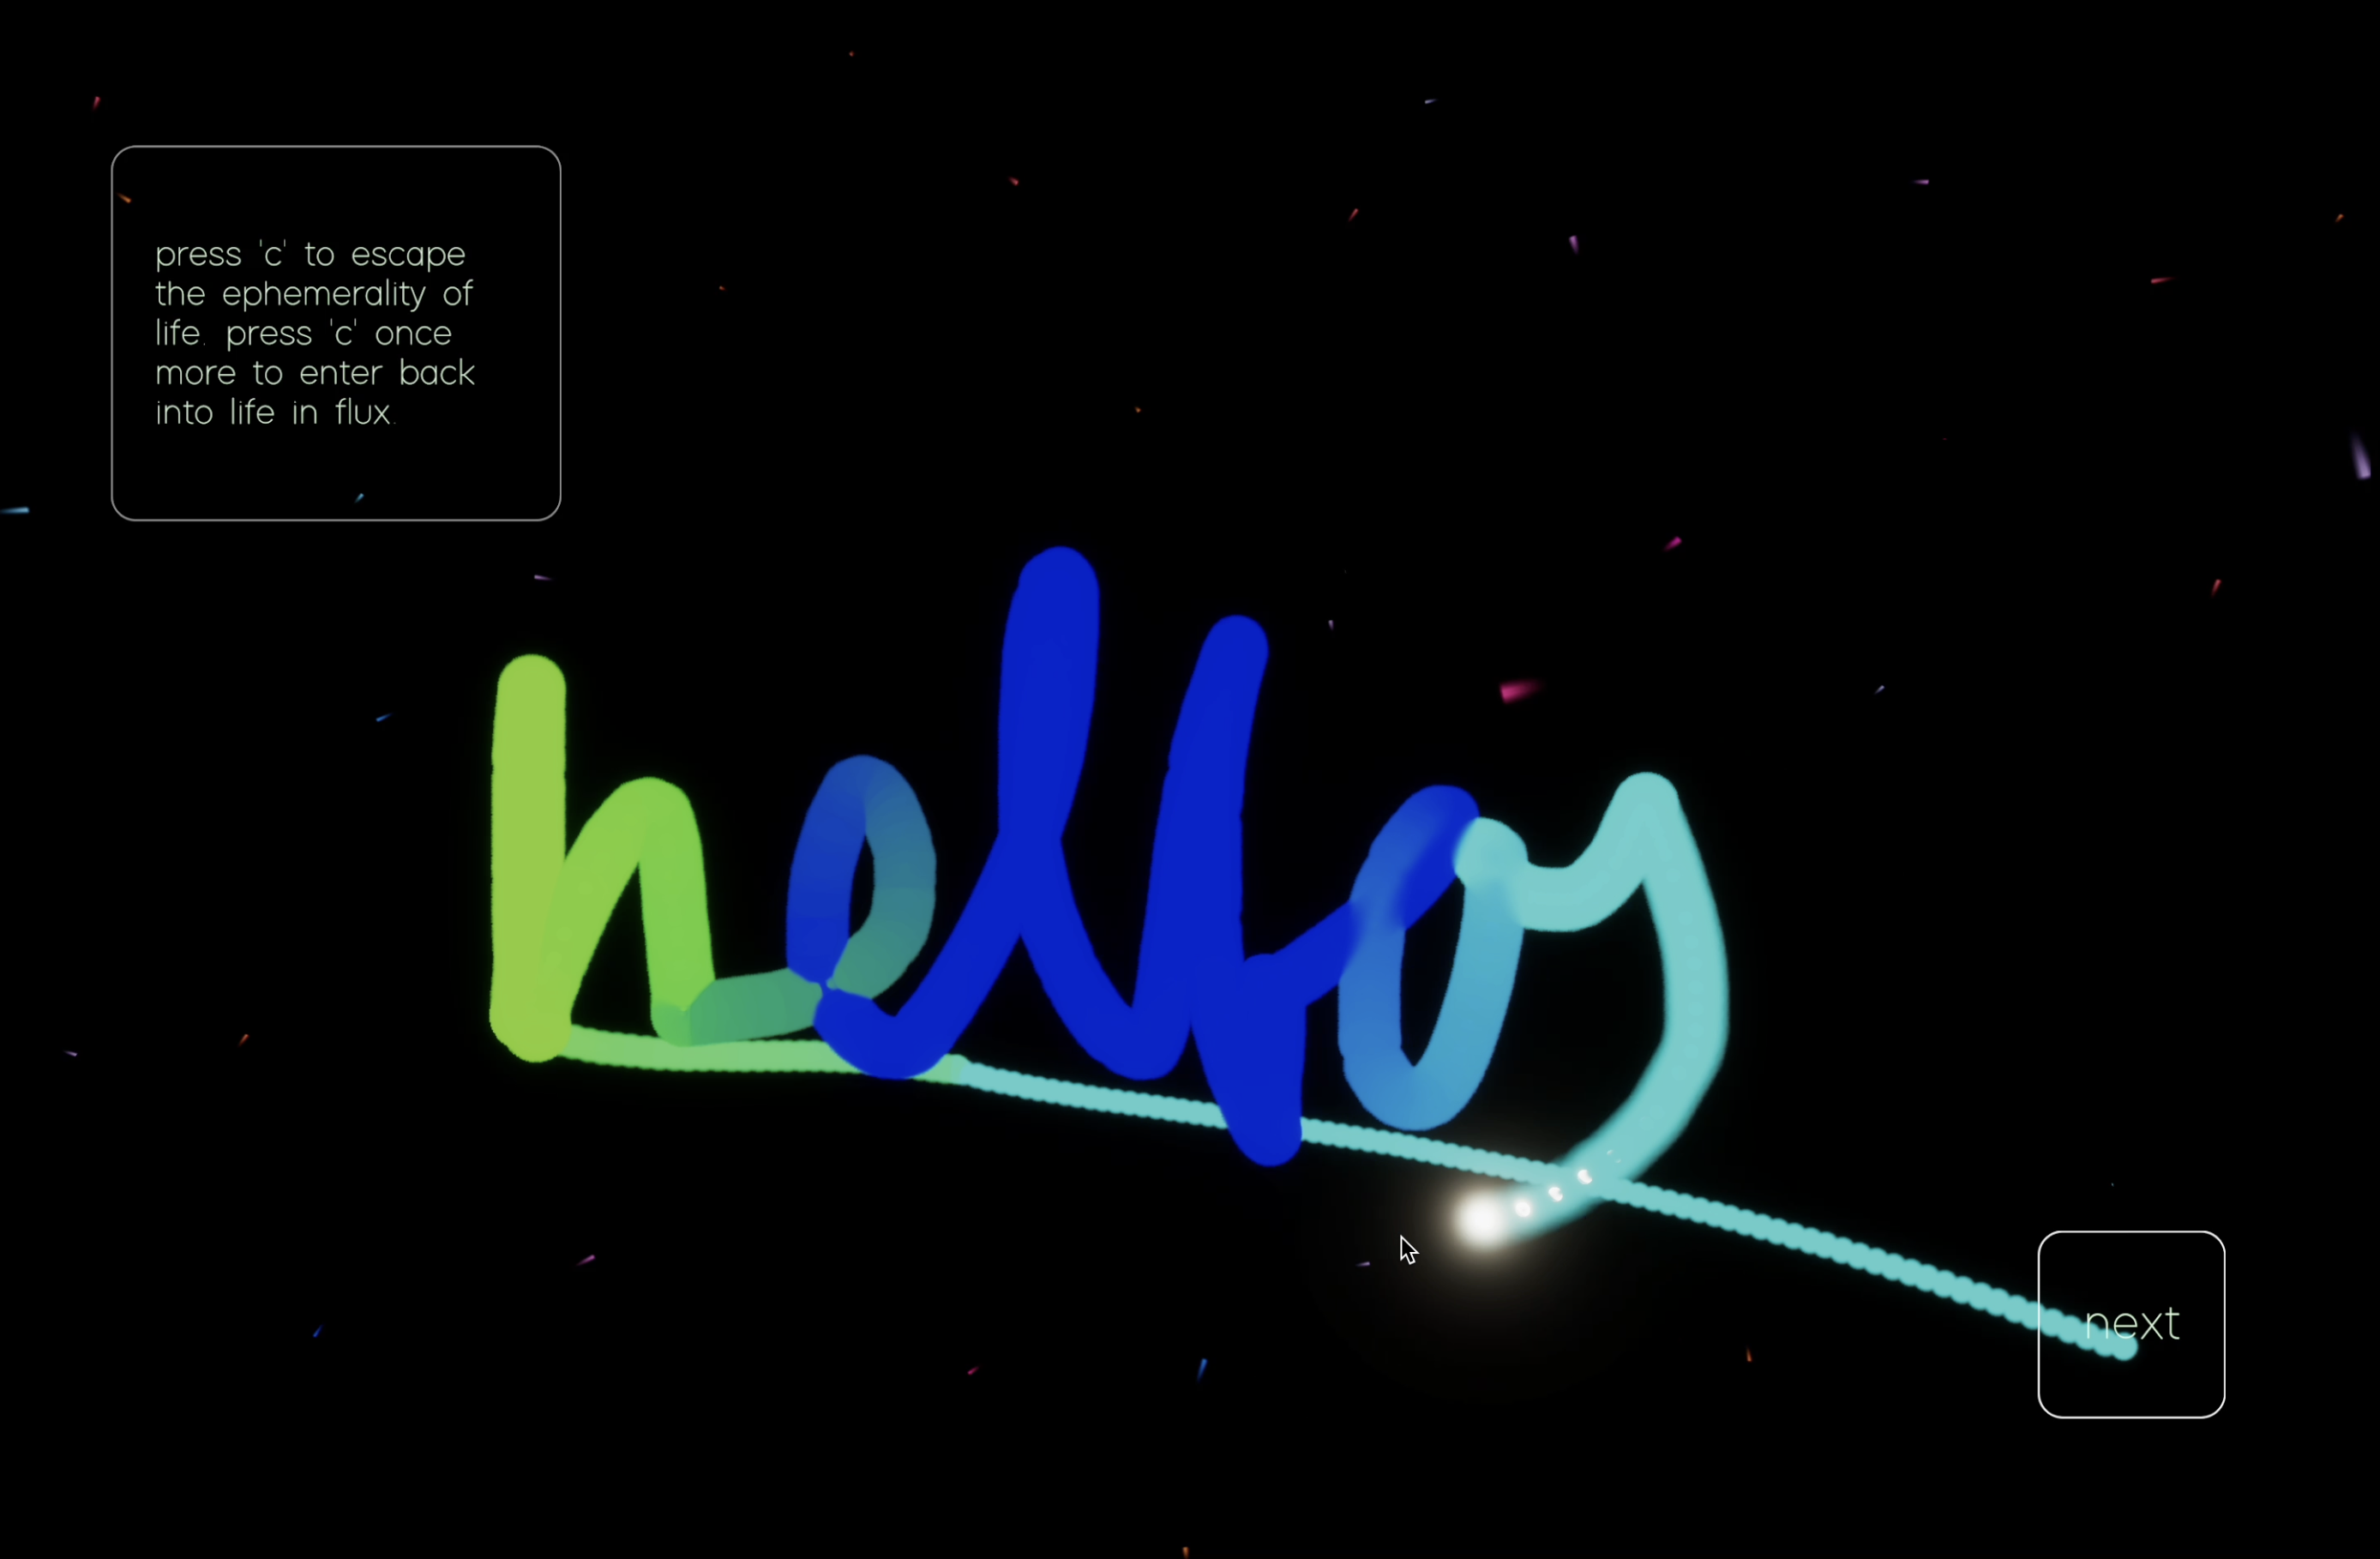 press 'c' to escape
the ephemerality of
life. press 'c' once
more to enter back
into life in flux.
hello
next